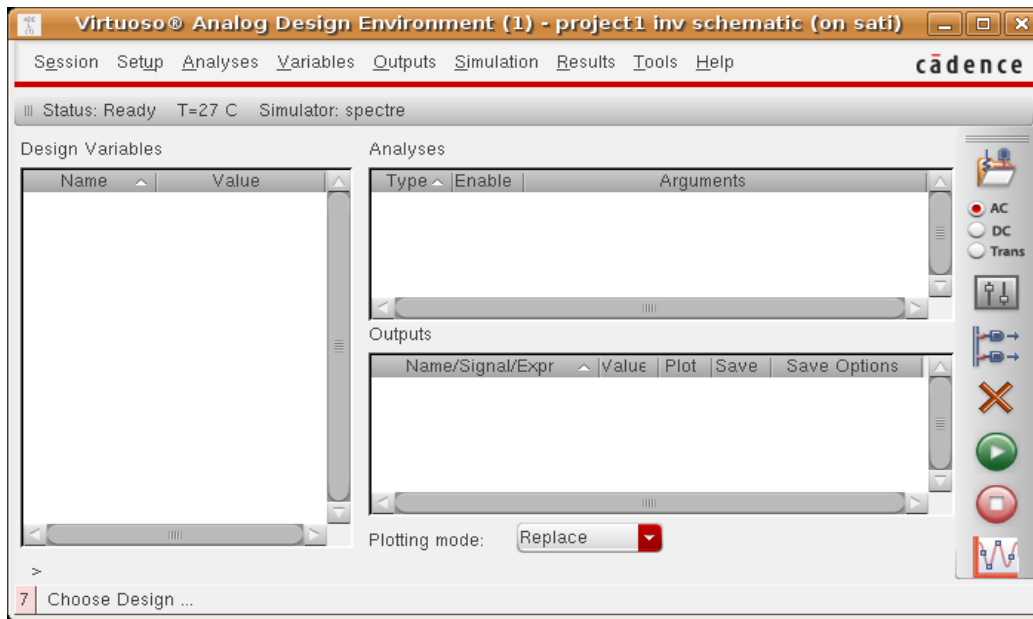 Virtuoso® Analog Design Environment (1) - project1 inv schematic (on sati)
Session Setup Analyses Variables Outputs Simulation Results Tools Help cādence
Status: Ready T=27 C Simulator: spectre
Design Variables
Name Value
Analyses
Type Enable Arguments
AC
DC
Trans
Outputs
Name/Signal/Expr Value Plot Save Save Options
Plotting mode: Replace
>
7 Choose Design ...